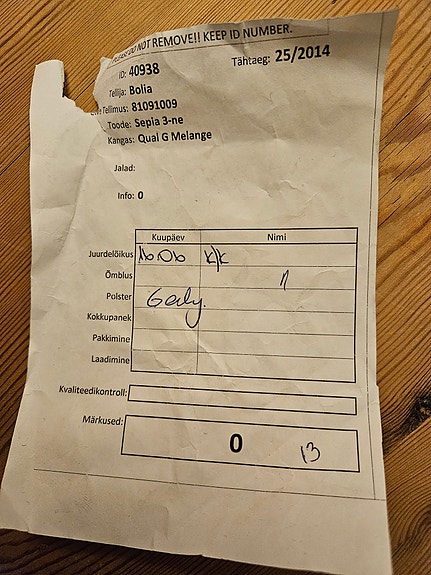 PLEASE DO NOT REMOVE!! KEEP ID NUMBER.
ID: 40938 Tähtaeg: 25/2014
Tellija: Bolia
Tellimus: 81091009
Toode: Sepia 3-ne
Kangas: Qual G Melange
Jalad:
Info: 0
Kuupäev Nimi
Juurdelõikus 16.06 K/K
Õmblus
Polster
Kokkupanek
Pakkimine
Laadimine
Kvaliteedikontroll:
Märkused: 0 13